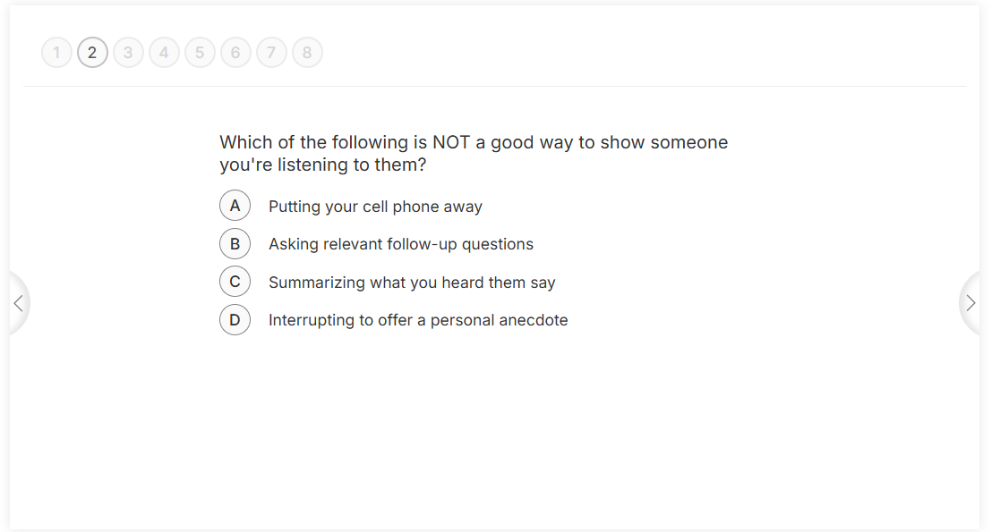 1 2 3 4 5 6 7 8
Which of the following is NOT a good way to show someone
you're listening to them?
A Putting your cell phone away
B Asking relevant follow-up questions
C Summarizing what you heard them say
D Interrupting to offer a personal anecdote